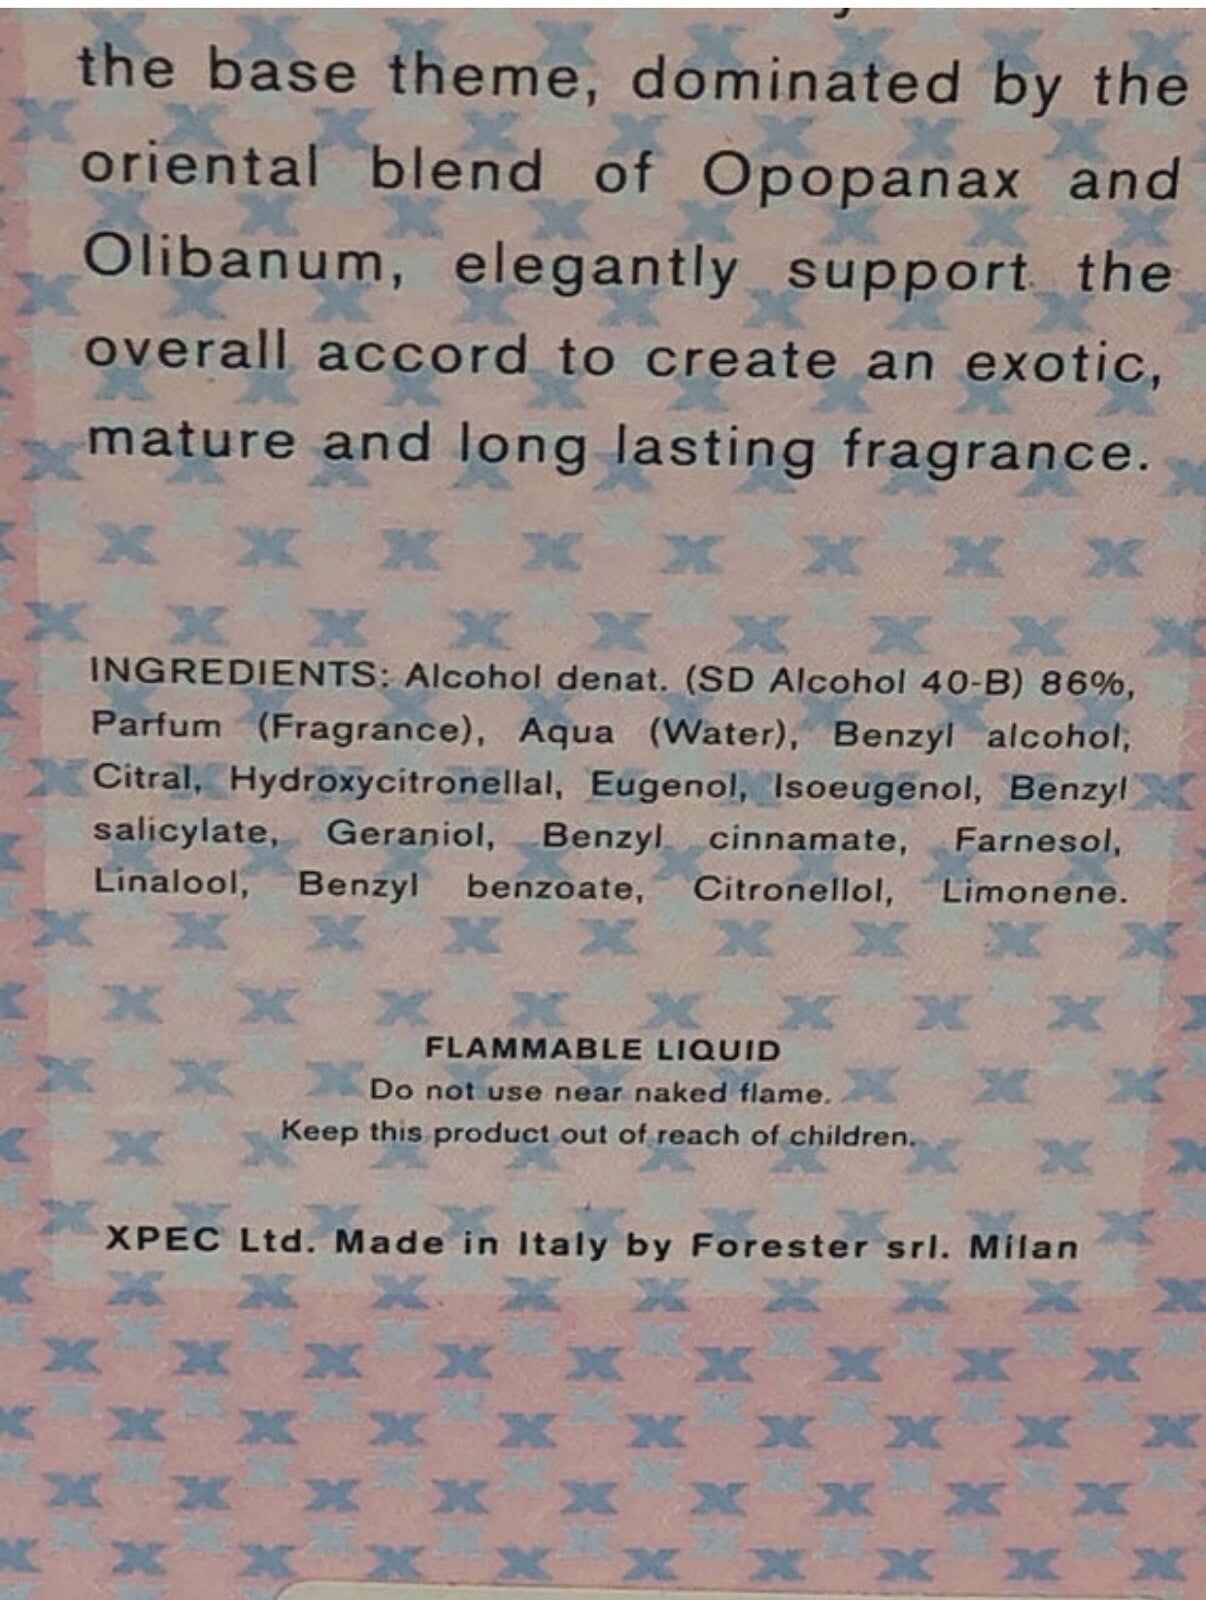 the base theme, dominated by the
oriental blend of Opopanax and
Olibanum, elegantly support the
overall accord to create an exotic,
mature and long lasting fragrance.
INGREDIENTS: Alcohol denat. (SD Alcohol 40-B) 86%,
Parfum (Fragrance), Aqua (Water), Benzyl alcohol,
Citral, Hydroxycitronellal, Eugenol, Isoeugenol, Benzyl
salicylate, Geraniol, Benzyl cinnamate, Farnesol,
Linalool, Benzyl benzoate, Citronellol, Limonene.
FLAMMABLE LIQUID
Do not use near naked flame.
Keep this product out of reach of children.
XPEC Ltd. Made in Italy by Forester srl. Milan